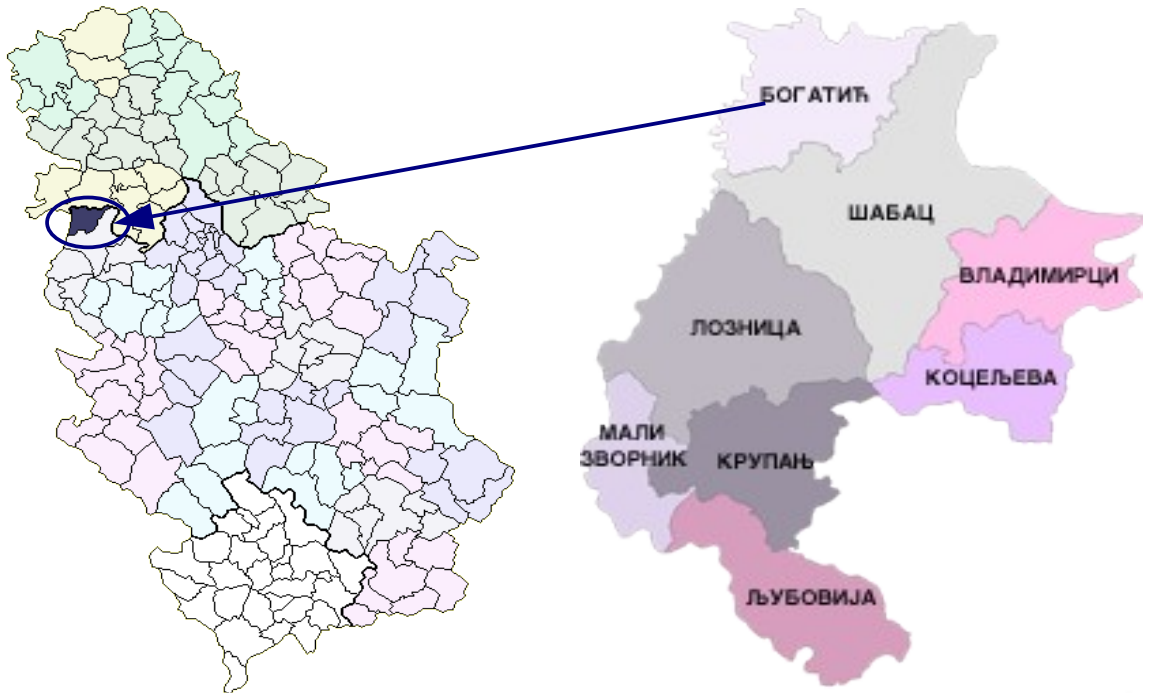 БОГАТИЋ
ШАБАЦ
ВЛАДИМИРЦИ
ЛОЗНИЦА
КОЦЕЉЕВА
МАЛИ
ЗВОРНИК
КРУПАЊ
ЉУБОВИЈА